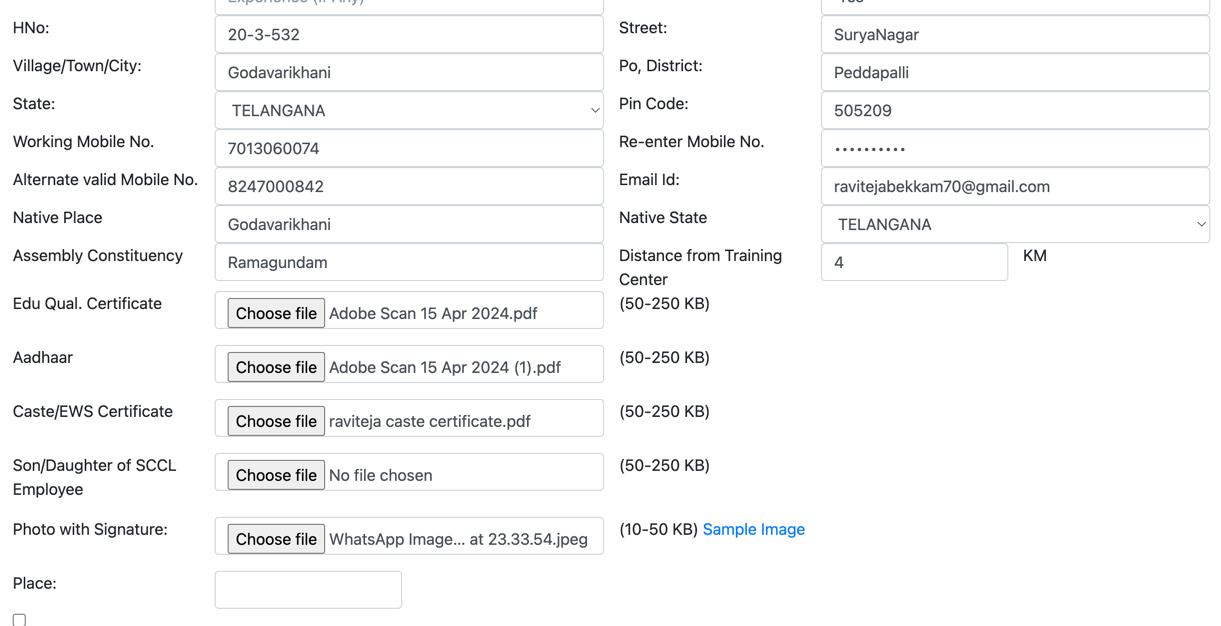 Experience (If Any)
Yes
HNo:
20-3-532
Street:
SuryaNagar
Village/Town/City:
Godavarikhani
Po, District:
Peddapalli
State:
TELANGANA
Pin Code:
505209
Working Mobile No.
7013060074
Re-enter Mobile No.
••••••••••
Alternate valid Mobile No.
8247000842
Email Id:
ravitejabekkam70@gmail.com
Native Place
Godavarikhani
Native State
TELANGANA
Assembly Constituency
Ramagundam
Distance from Training
Center
4
KM
Edu Qual. Certificate
Choose file Adobe Scan 15 Apr 2024.pdf
(50-250 KB)
Aadhaar
Choose file Adobe Scan 15 Apr 2024 (1).pdf
(50-250 KB)
Caste/EWS Certificate
Choose file raviteja caste certificate.pdf
(50-250 KB)
Son/Daughter of SCCL
Employee
Choose file No file chosen
(50-250 KB)
Photo with Signature:
Choose file WhatsApp Image... at 23.33.54.jpeg
(10-50 KB) Sample Image
Place: